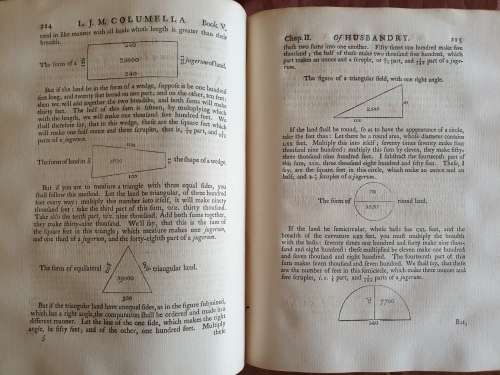 214 L. J. M. COLUMELLA. Book V.
uſed in like manner with all lands whoſe length is greater than their
breadth.
240
The form of a jugerum of land.
28800
240
But if the land be in the form of a wedge, ſuppoſe it be one hundred
feet long, and twenty feet broad on one part; and on the other, ten feet:
then we will add together the two breadths, and both ſums will make
thirty feet. The half of this ſum is fifteen, by multiplying which
with the length, we will make one thouſand five hundred feet. We
ſhall therefore ſay, that in this wedge, theſe are the ſquare feet which
will make one half ounce and three ſcruples, that is, part
of a jugerum.
100
The form of land in the ſhape of a wedge.
1500
100
But if you are to meaſure a triangle with three equal ſides, you
ſhall follow this method. Let the land be triangular, of three hundred
feet every way: multiply this number into itſelf, it will make ninety
thouſand feet: take the third part of this ſum, viz. thirty thouſand.
Take alſo the tenth part, viz. nine thouſand. Add both ſums together,
they make thirty-nine thouſand. We'll ſay, that this is the ſum of
the ſquare feet in this triangle; which meaſure makes one jugerum,
and one third of a jugerum, and the forty-eighth part of a jugerum.
The form of equilateral triangular land.
300 300
39000
300
But if the triangular land have unequal ſides, as in the figure ſubjoined,
which has a right angle, the computation ſhall be ordered and made in a
different manner. Let the line of the one ſide, which makes the right
angle, be fifty feet; and of the other, one hundred feet. Multiply
theſe
Chap. II. Of HUSBANDRY. 215
theſe two ſums into one another. Fifty times one hundred make five
thouſand; the half of theſe make two thouſand five hundred, which
part makes an ounce and a ſcruple, or part of a juge-
rum.
The figure of a triangular field, with one right angle.
2500
100
If the land ſhall be round, ſo as to have the appearance of a circle,
take the feet thus: Let there be a round area, whoſe diameter contains
LXX feet. Multiply this into itſelf; ſeventy times ſeventy make four
thouſand nine hundred: multiply this ſum by eleven, they make fifty-
three thouſand nine hundred feet. I ſubſtract the fourteenth part of
this ſum, viz. three thouſand eight hundred and fifty feet. Theſe, I
ſay, are the ſquare feet in this circle, which make an ounce and an
half, and ſcruples of a jugerum.
70
The form of round land.
3850
If the land be ſemicircular, whoſe baſis has CXL feet, and the
breadth of the curvature LXX feet, you muſt multiply the breadth
with the baſis: ſeventy times one hundred and forty make nine thou-
ſand and eight hundred: theſe multiplied by eleven make one hundred
and ſeven thouſand and eight hundred. The fourteenth part of this
ſum makes ſeven thouſand and ſeven hundred. We ſhall ſay, that theſe
are the number of feet in this ſemicircle, which make three ounces and
five ſcruples, i. e. part, and part of a jugerum.
70
7700
140
But,